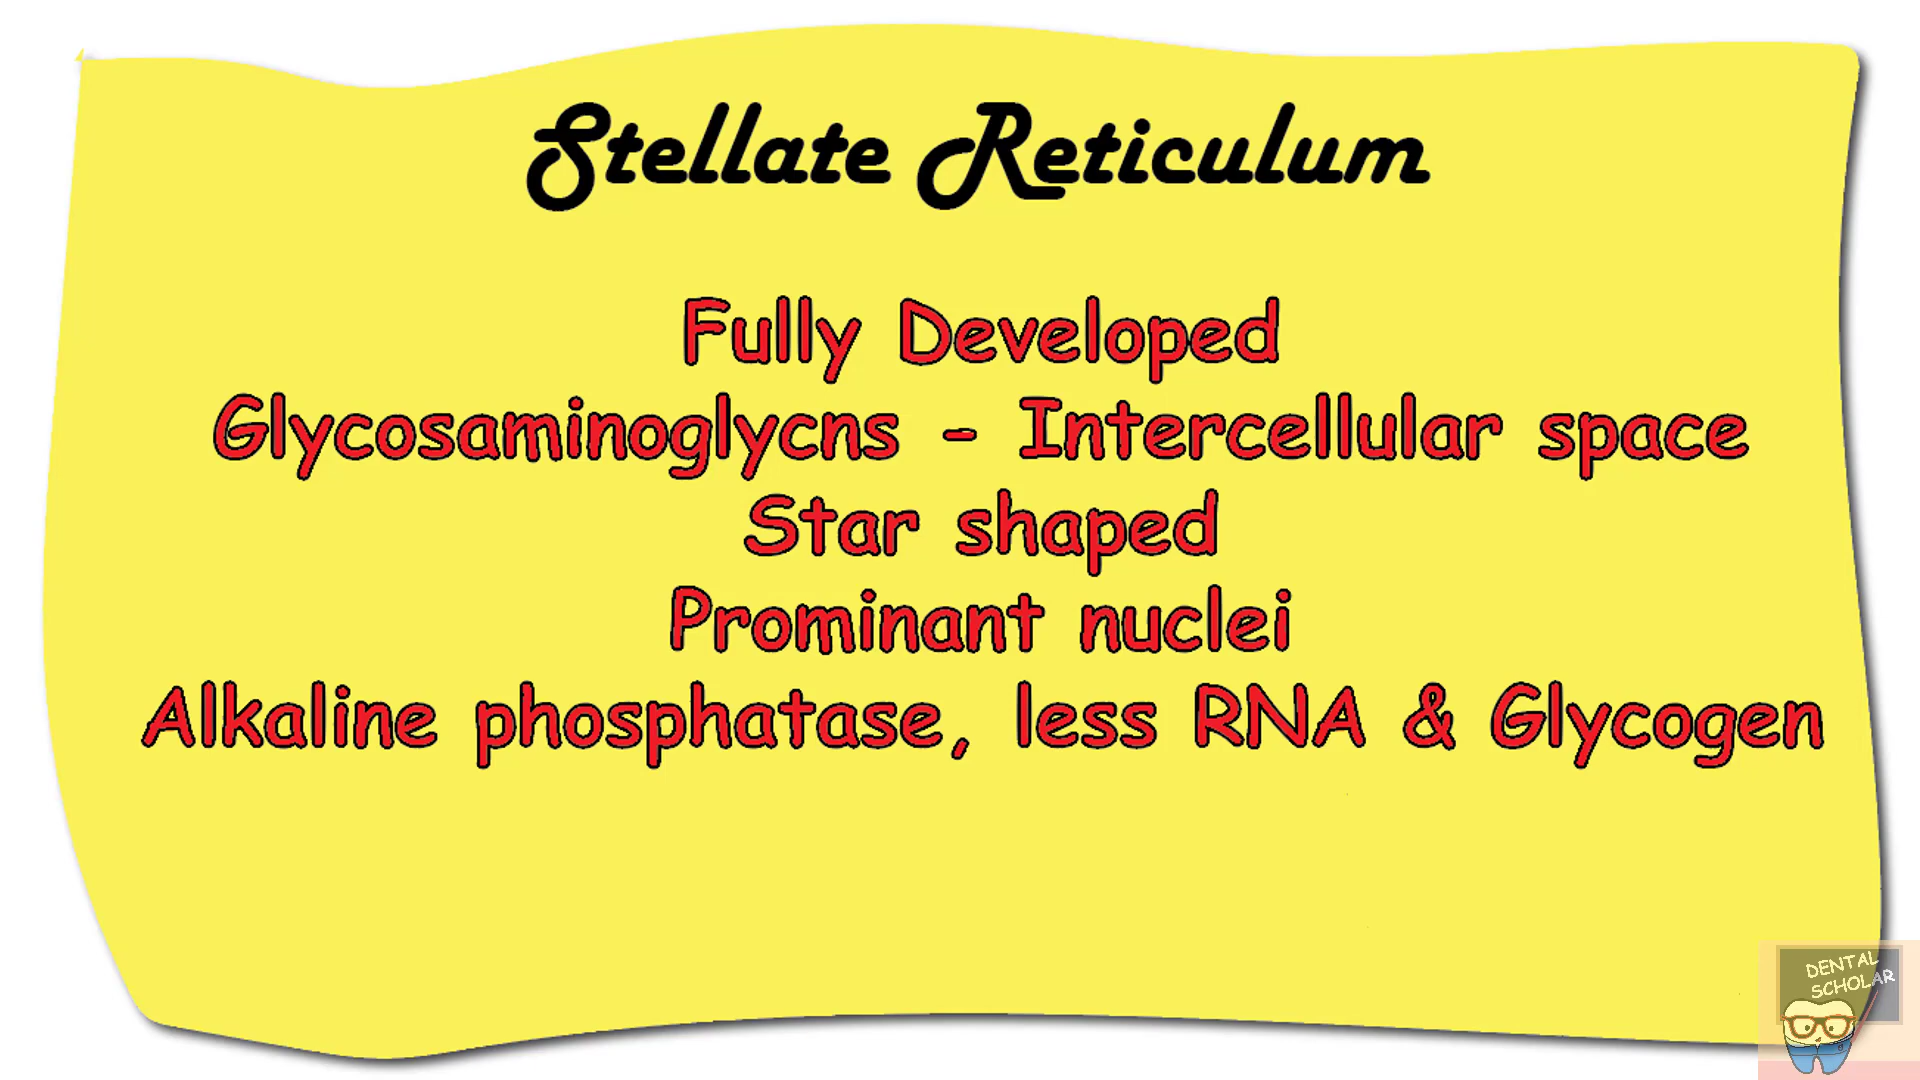 Stellate Reticulum
Fully Developed
Glycosaminoglycns - Intercellular space
Star shaped
Prominant nuclei
Alkaline phosphatase, less RNA & Glycogen
DENTAL
SCHOLAR